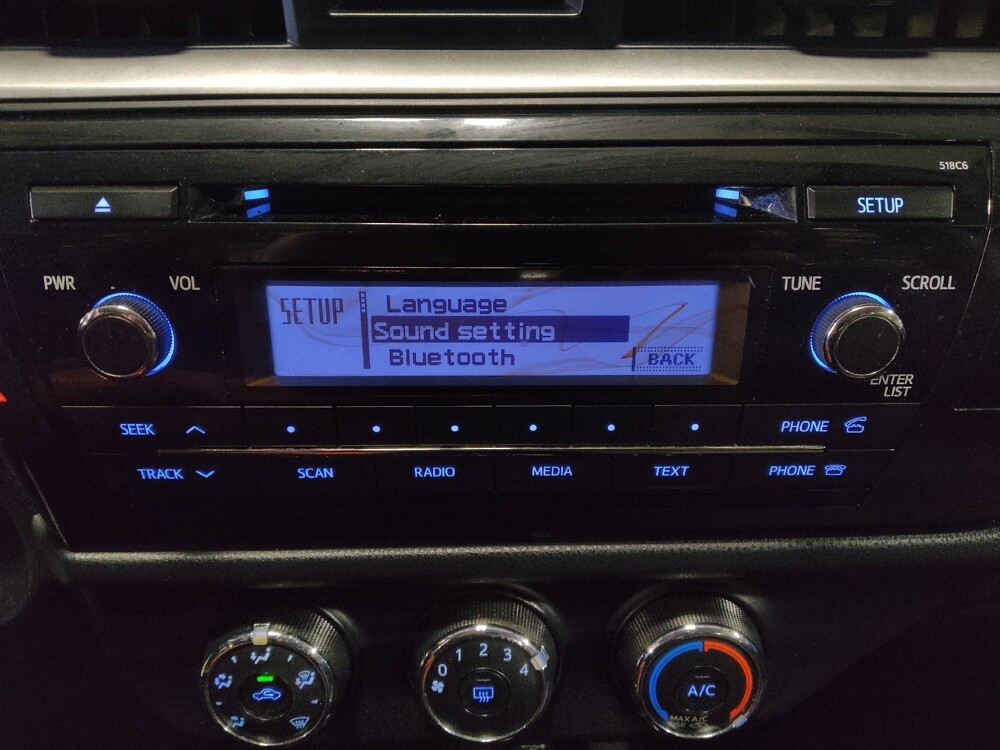 518C6
SETUP
PWR
VOL
TUNE
SCROLL
SETUP
Language
Sound setting
Bluetooth
BACK
ENTER
LIST
SEEK
PHONE
TRACK
SCAN
RADIO
MEDIA
TEXT
PHONE
0 1 2 3 4
A/C
MAX A/C